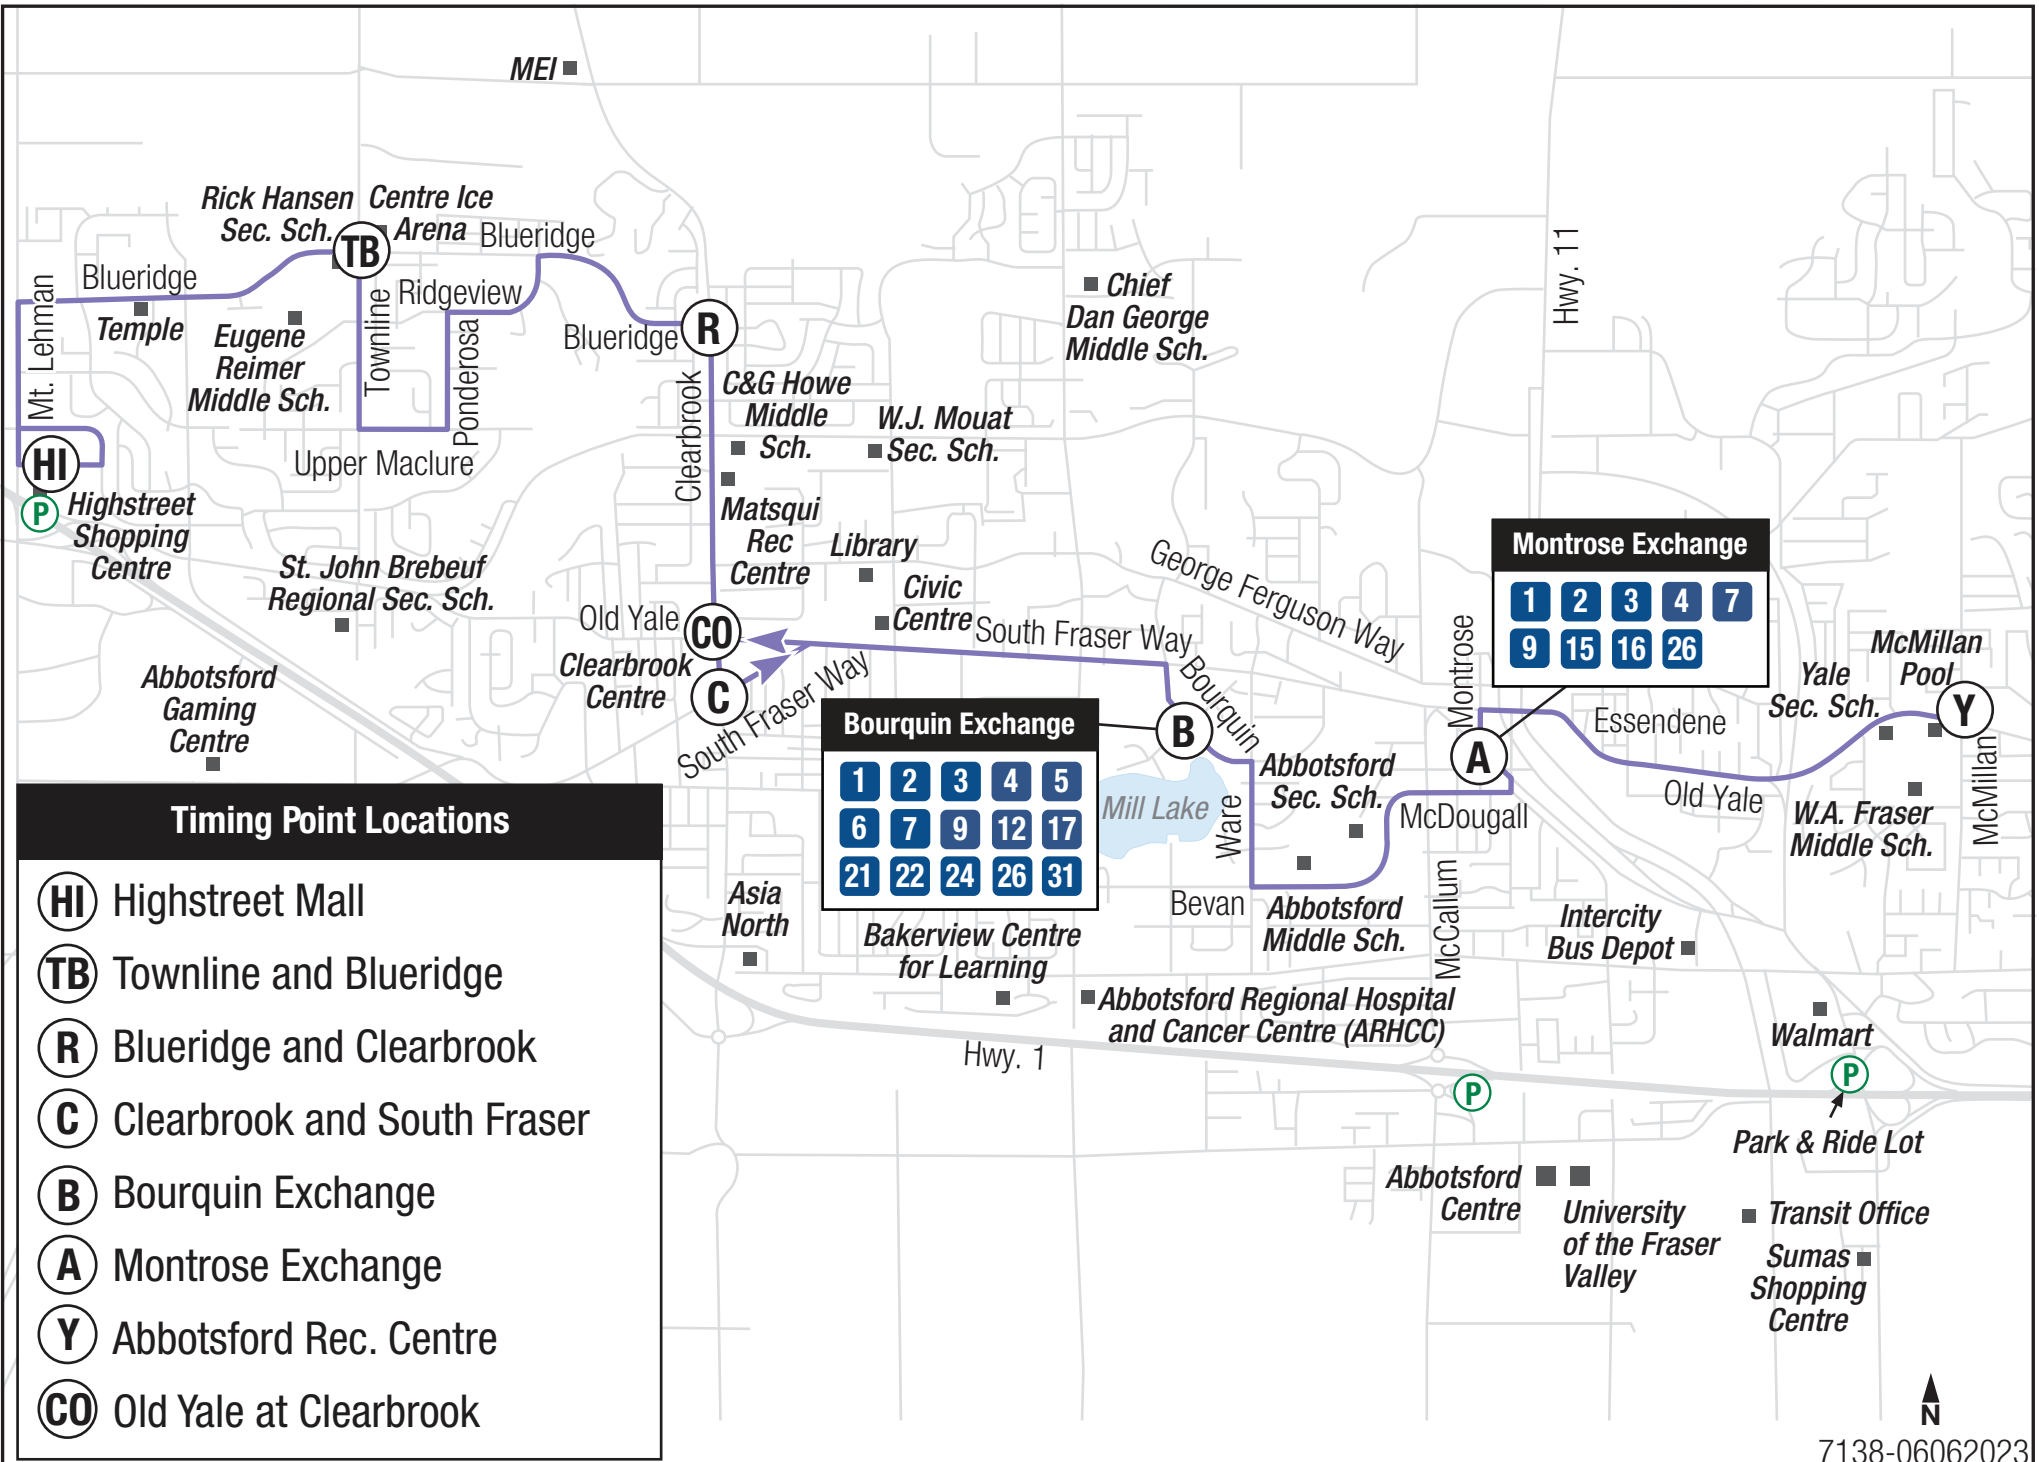 MEI
Rick Hansen
Sec. Sch.
Centre Ice
Arena
TB
Blueridge
Blueridge
Ridgeview
Mt. Lehman
Temple
Eugene
Reimer
Middle Sch.
Townline
Ponderosa
Blueridge
R
Upper Maclure
HI
P
Highstreet
Shopping
Centre
St. John Brebeuf
Regional Sec. Sch.
Abbotsford
Gaming
Centre
Clearbrook
C&G Howe
Middle
Sch.
W.J. Mouat
Sec. Sch.
Matsqui
Rec
Centre
Library
Civic
Centre
Chief
Dan George
Middle Sch.
Hwy. 11
Old Yale
CO
Clearbrook
Centre
C
South Fraser Way
South Fraser Way
George Ferguson Way
Bourquin
B
Montrose Exchange
1 2 3 4 7
9 15 16 26
Montrose
A
Essendene
Old Yale
Yale
Sec. Sch.
McMillan
Pool
Y
McMillan
W.A. Fraser
Middle Sch.
Bourquin Exchange
1 2 3 4 5
6 7 9 12 17
21 22 24 26 31
Mill Lake
Ware
Abbotsford
Sec. Sch.
McDougall
Bevan
Abbotsford
Middle Sch.
McCallum
Intercity
Bus Depot
Asia
North
Bakerview Centre
for Learning
Abbotsford Regional Hospital
and Cancer Centre (ARHCC)
Hwy. 1
P
Walmart
P
Park & Ride Lot
Abbotsford
Centre
University
of the Fraser
Valley
Transit Office
Sumas
Shopping
Centre
Timing Point Locations
HI Highstreet Mall
TB Townline and Blueridge
R Blueridge and Clearbrook
C Clearbrook and South Fraser
B Bourquin Exchange
A Montrose Exchange
Y Abbotsford Rec. Centre
CO Old Yale at Clearbrook
N
7138-06062023